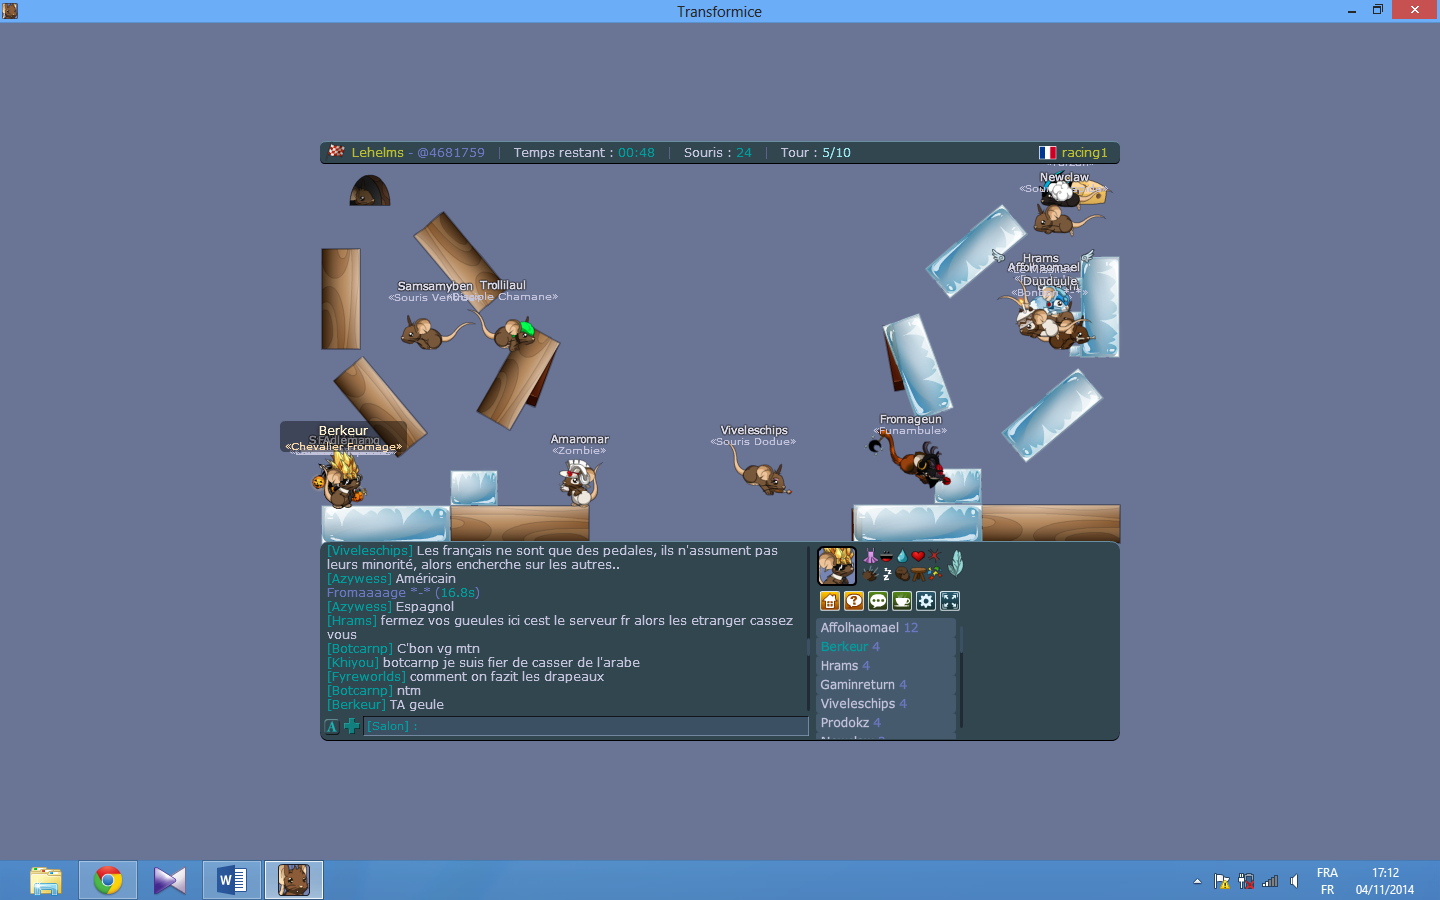 Transformice
Lehelms - @4681759 | Temps restant : 00:48 | Souris : 24 | Tour : 5/10
racing1
Newclaw
Hrams
Affolhaomael
Duuduule
Samsamyben
Trollilaul
«Disciple Chamane»
Berkeur
«Chevalier Fromage»
Amaromar
«Zombie»
Viveleschips
«Souris Dodue»
Fromageun
«Funambule»
[Viveleschips] Les français ne sont que des pedales, ils n'assument pas
leurs minorité, alors encherche sur les autres..
[Azywess] Américain
Fromaaaage *-* (16.8s)
[Azywess] Espagnol
[Hrams] fermez vos gueules ici cest le serveur fr alors les etranger cassez
vous
[Botcarnp] C'bon vg mtn
[Khiyou] botcarnp je suis fier de casser de l'arabe
[Fyreworlds] comment on fazit les drapeaux
[Botcarnp] ntm
[Berkeur] TA geule
A
[Salon] :
Affolhaomael 12
Berkeur 4
Hrams 4
Gaminreturn 4
Viveleschips 4
Prodokz 4
FRA
FR
17:12
04/11/2014